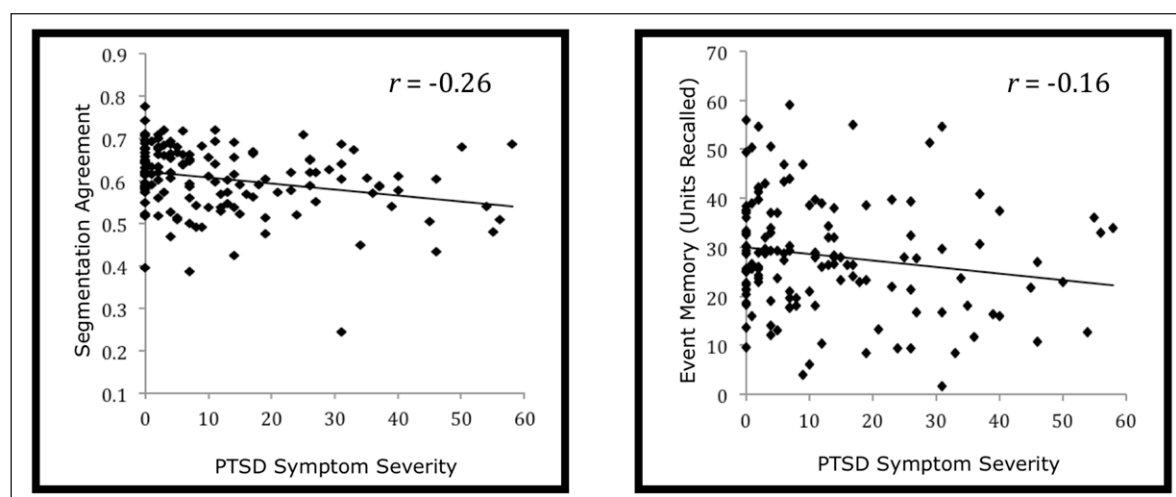 r = -0.26
0.9
0.8
0.7
0.6
0.5
0.4
0.3
0.2
0.1
Segmentation Agreement
0 10 20 30 40 50 60
PTSD Symptom Severity
r = -0.16
70
60
50
40
30
20
10
0
Event Memory (Units Recalled)
0 10 20 30 40 50 60
PTSD Symptom Severity